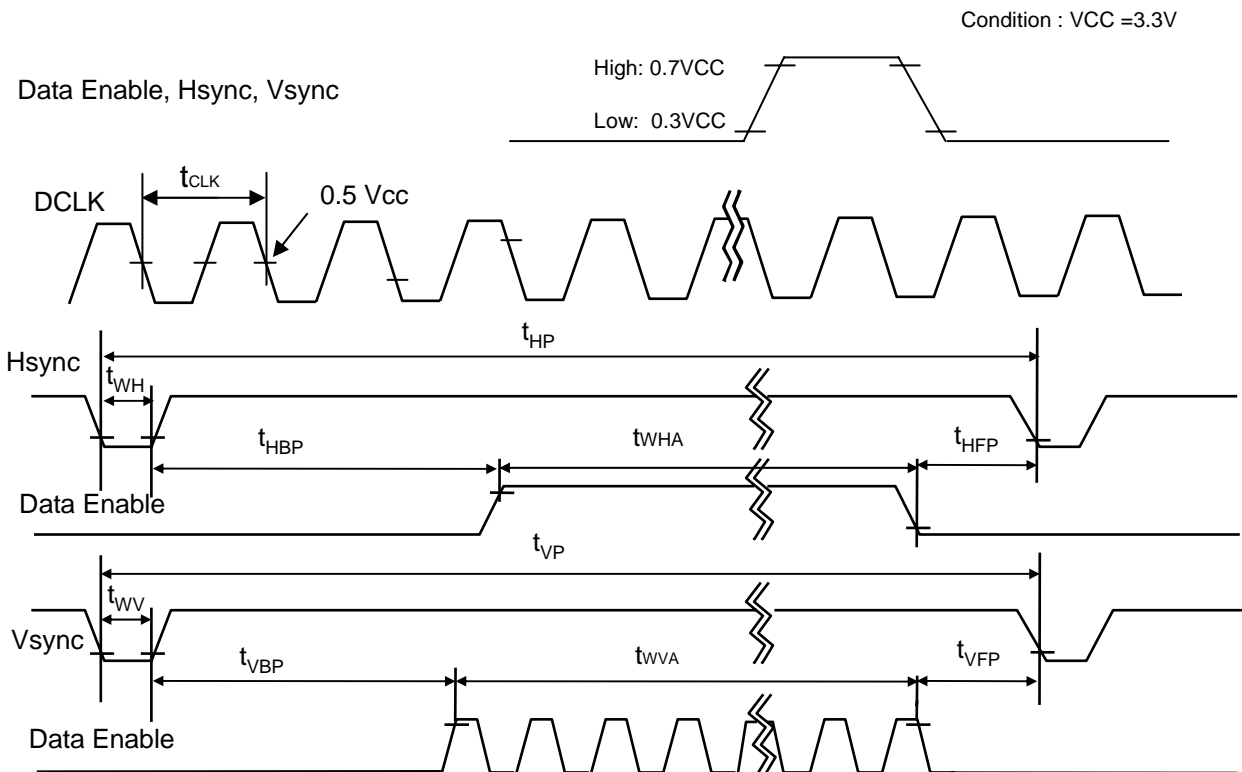 Condition : VCC =3.3V
High: 0.7VCC
Data Enable, Hsync, Vsync
Low: 0.3VCC
tCLK
DCLK
0.5 Vcc
tHP
Hsync
tWH
tHBP
tWHA
tHFP
Data Enable
tVP
tWV
Vsync
tVBP
tWVA
tVFP
Data Enable